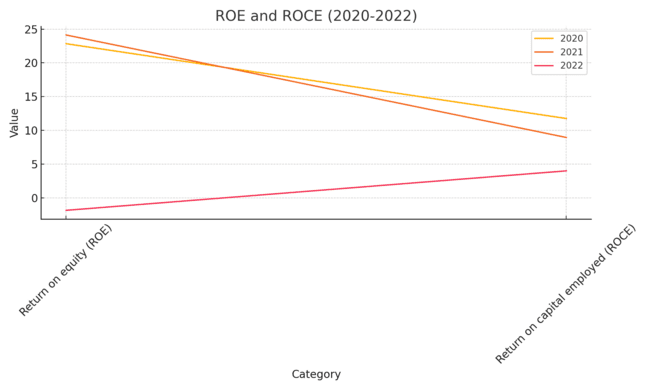 ROE and ROCE (2020-2022)
25
20
15
10
5
0
Value
2020
2021
2022
Return on equity (ROE)
Return on capital employed (ROCE)
Category